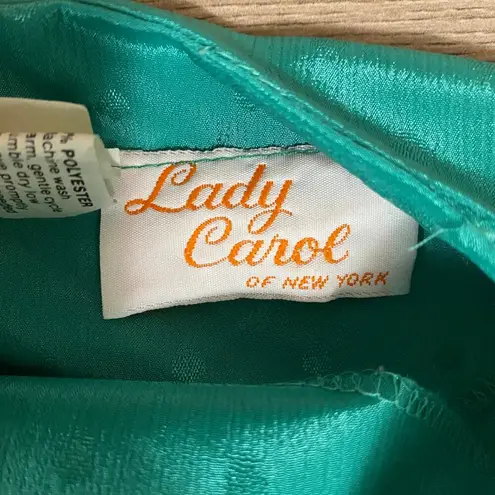 Lady
Carol
OF NEW YORK
% POLYESTER
achine wash
arm, gentle cycle
mble dry low